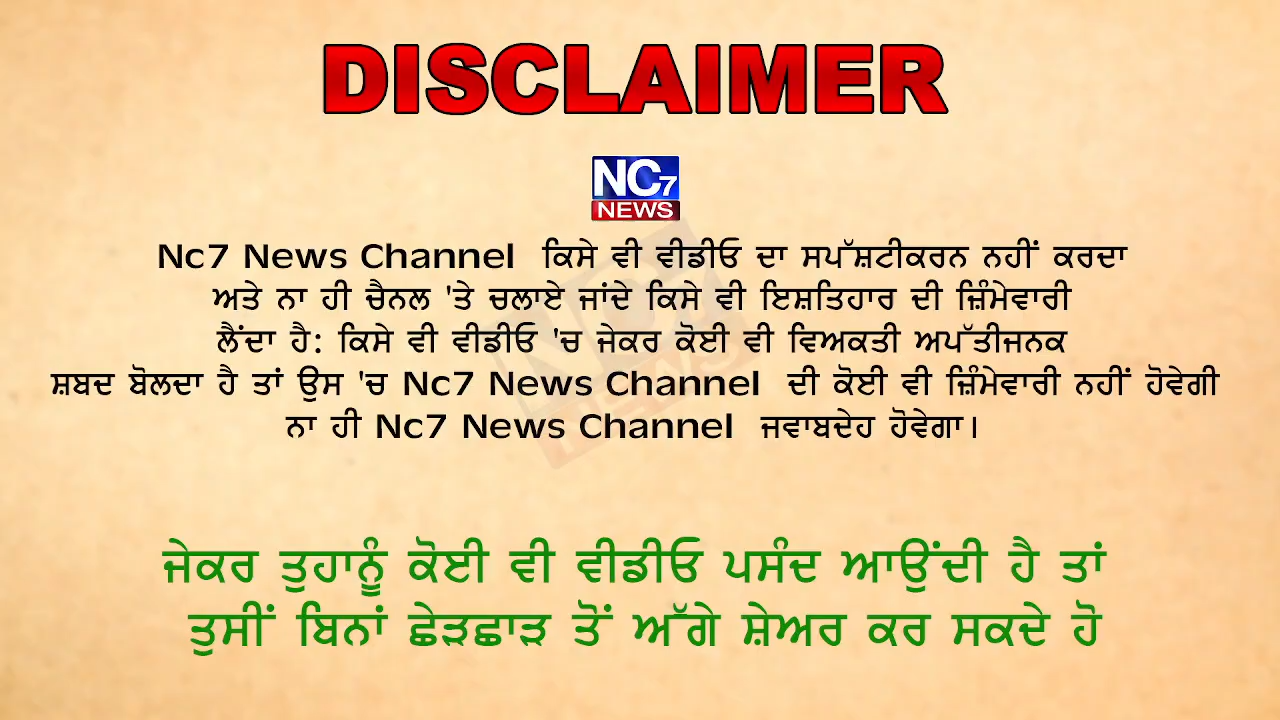 DISCLAIMER
NC7
NEWS
Nc7 News Channel ਕਿਸੇ ਵੀ ਵੀਡੀਓ ਦਾ ਸਪੱਸ਼ਟੀਕਰਨ ਨਹੀਂ ਕਰਦਾ
ਅਤੇ ਨਾ ਹੀ ਚੈਨਲ 'ਤੇ ਚਲਾਏ ਜਾਂਦੇ ਕਿਸੇ ਵੀ ਇਸ਼ਤਿਹਾਰ ਦੀ ਜ਼ਿੰਮੇਵਾਰੀ
ਲੈਂਦਾ ਹੈ: ਕਿਸੇ ਵੀ ਵੀਡੀਓ 'ਚ ਜੇਕਰ ਕੋਈ ਵੀ ਵਿਅਕਤੀ ਅਪੱਤੀਜਨਕ
ਸ਼ਬਦ ਬੋਲਦਾ ਹੈ ਤਾਂ ਉਸ 'ਚ Nc7 News Channel ਦੀ ਕੋਈ ਵੀ ਜ਼ਿੰਮੇਵਾਰੀ ਨਹੀਂ ਹੋਵੇਗੀ
ਨਾ ਹੀ Nc7 News Channel ਜਵਾਬਦੇਹ ਹੋਵੇਗਾ।
ਜੇਕਰ ਤੁਹਾਨੂੰ ਕੋਈ ਵੀ ਵੀਡੀਓ ਪਸੰਦ ਆਉਂਦੀ ਹੈ ਤਾਂ
ਤੁਸੀਂ ਬਿਨਾਂ ਛੇੜਛਾੜ ਤੋਂ ਅੱਗੇ ਸ਼ੇਅਰ ਕਰ ਸਕਦੇ ਹੋ